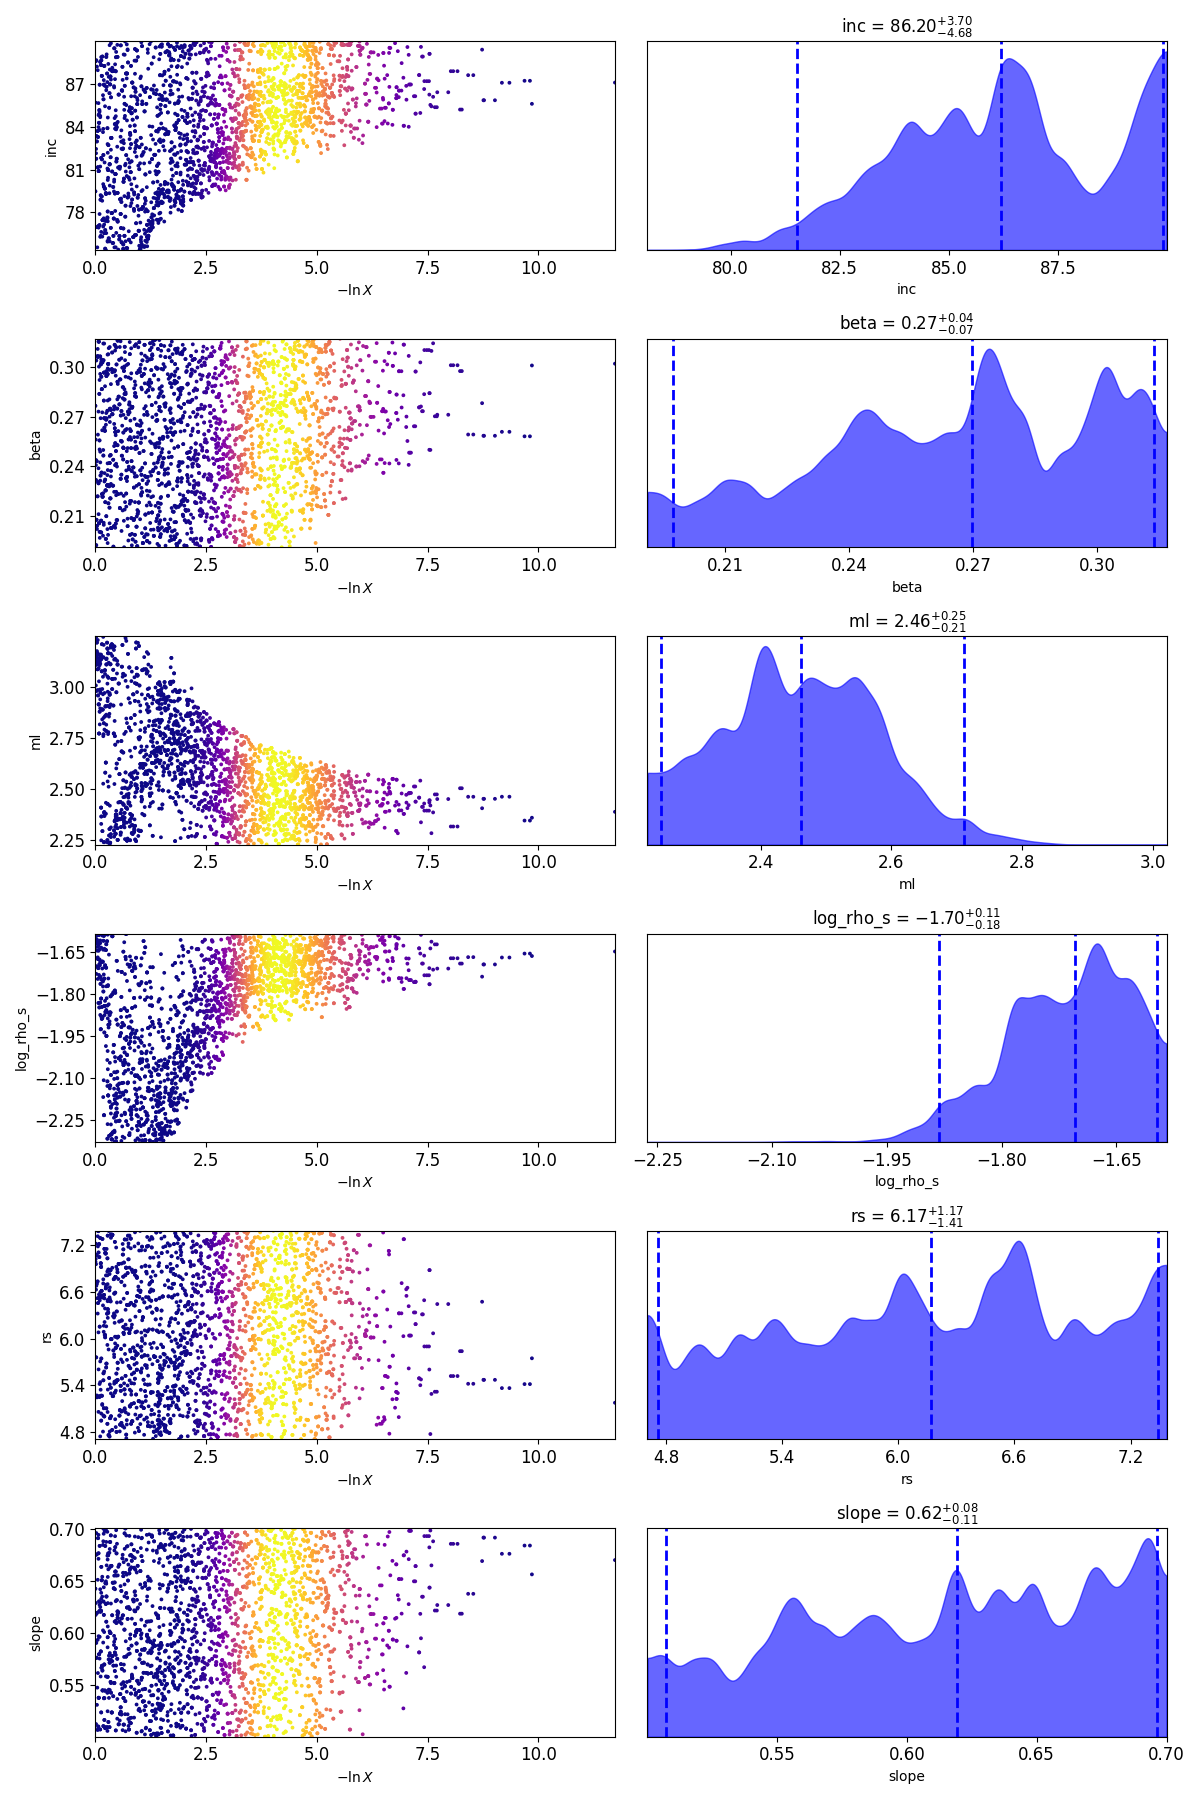 inc = 86.20^{+3.70}_{-4.68}
inc
87
84
81
78
0.0 2.5 5.0 7.5 10.0
−ln X
80.0 82.5 85.0 87.5
inc
beta = 0.27^{+0.04}_{-0.07}
beta
0.30
0.27
0.24
0.21
0.0 2.5 5.0 7.5 10.0
−ln X
0.21 0.24 0.27 0.30
beta
ml = 2.46^{+0.25}_{-0.21}
ml
3.00
2.75
2.50
2.25
0.0 2.5 5.0 7.5 10.0
−ln X
2.4 2.6 2.8 3.0
ml
log_rho_s = −1.70^{+0.11}_{-0.18}
log_rho_s
−1.65
−1.80
−1.95
−2.10
−2.25
0.0 2.5 5.0 7.5 10.0
−ln X
−2.25 −2.10 −1.95 −1.80 −1.65
log_rho_s
rs = 6.17^{+1.17}_{-1.41}
rs
7.2
6.6
6.0
5.4
4.8
0.0 2.5 5.0 7.5 10.0
−ln X
4.8 5.4 6.0 6.6 7.2
rs
slope = 0.62^{+0.08}_{-0.11}
slope
0.70
0.65
0.60
0.55
0.0 2.5 5.0 7.5 10.0
−ln X
0.55 0.60 0.65 0.70
slope